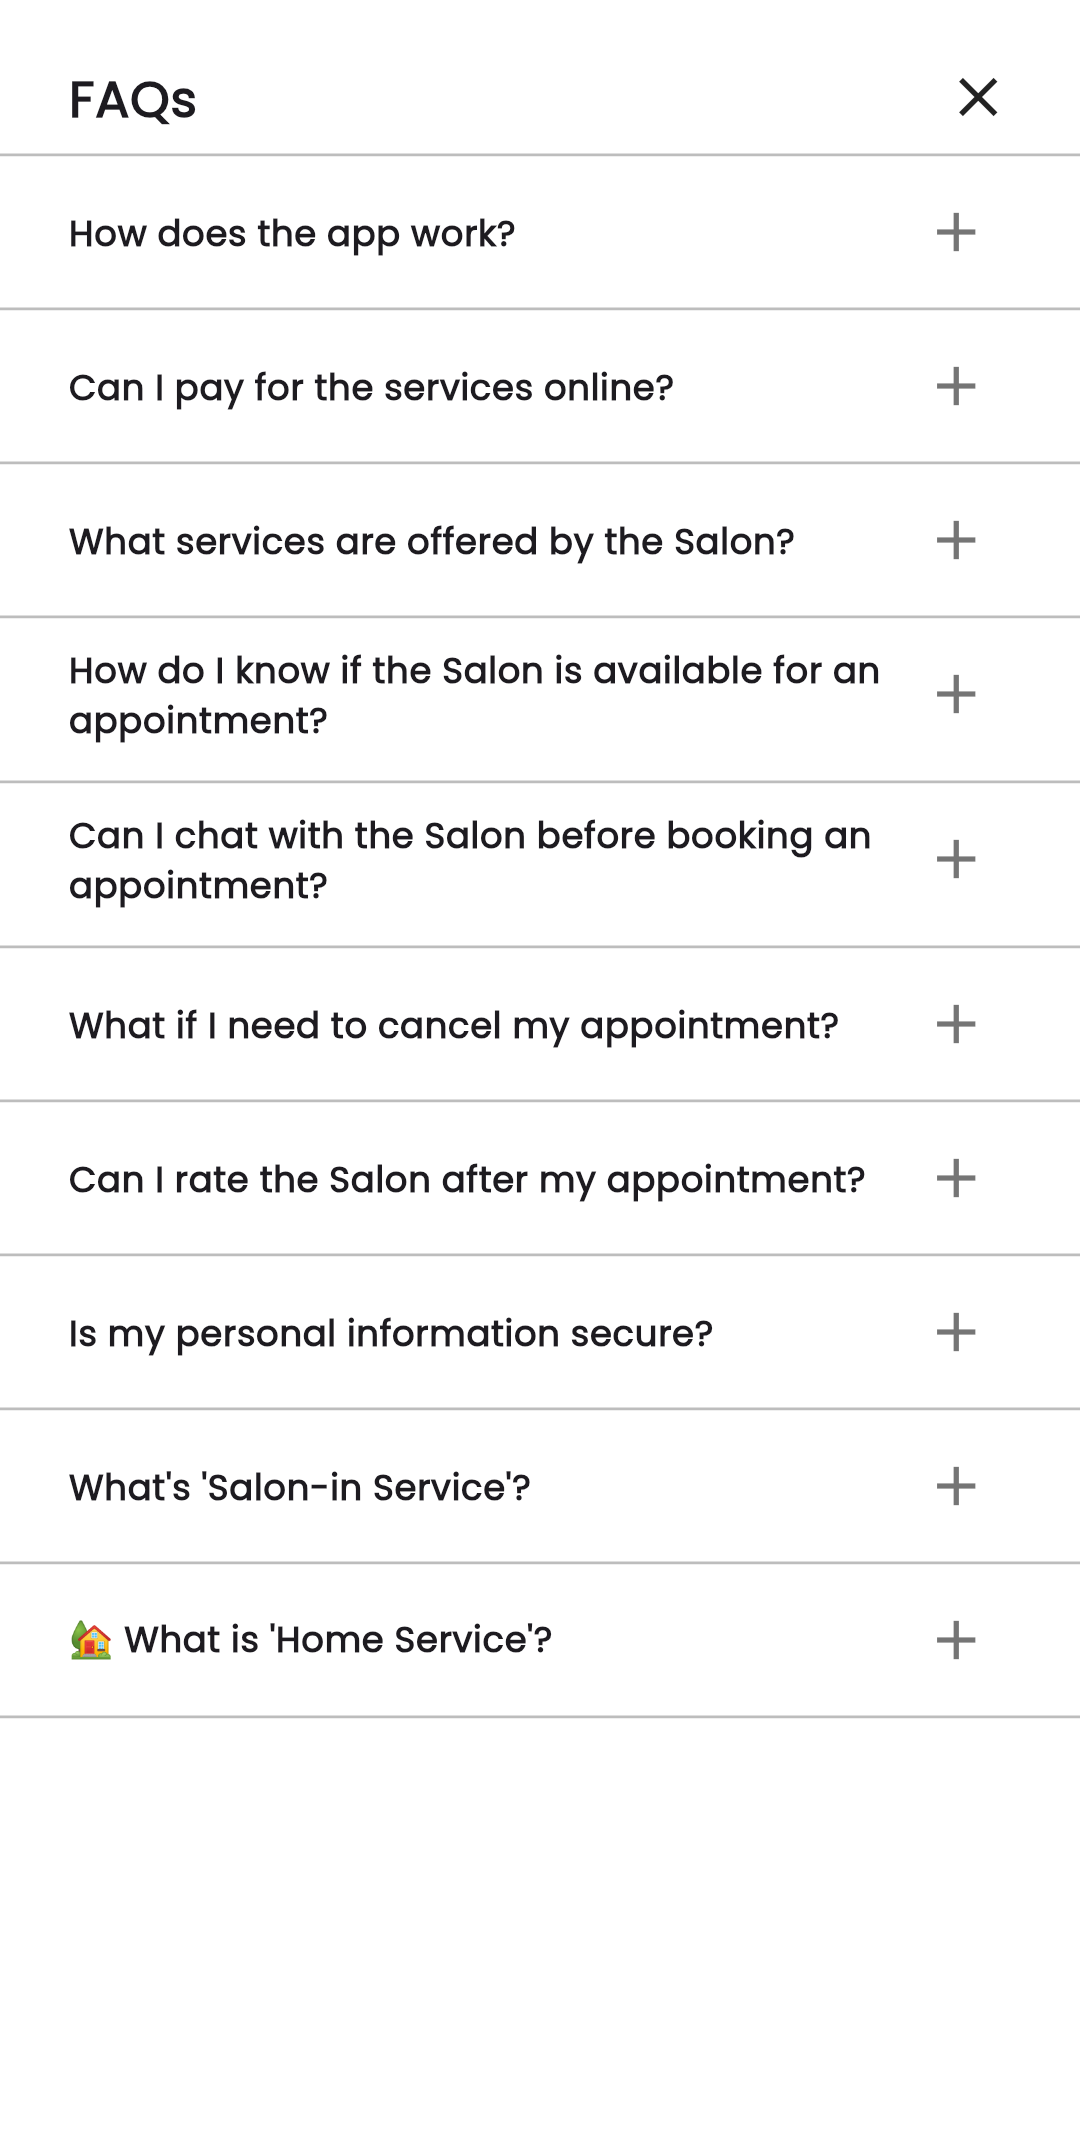 FAQs
How does the app work?
Can I pay for the services online?
What services are offered by the Salon?
How do I know if the Salon is available for an
appointment?
Can I chat with the Salon before booking an
appointment?
What if I need to cancel my appointment?
Can I rate the Salon after my appointment?
Is my personal information secure?
What's 'Salon-in Service'?
🏡 What is 'Home Service'?